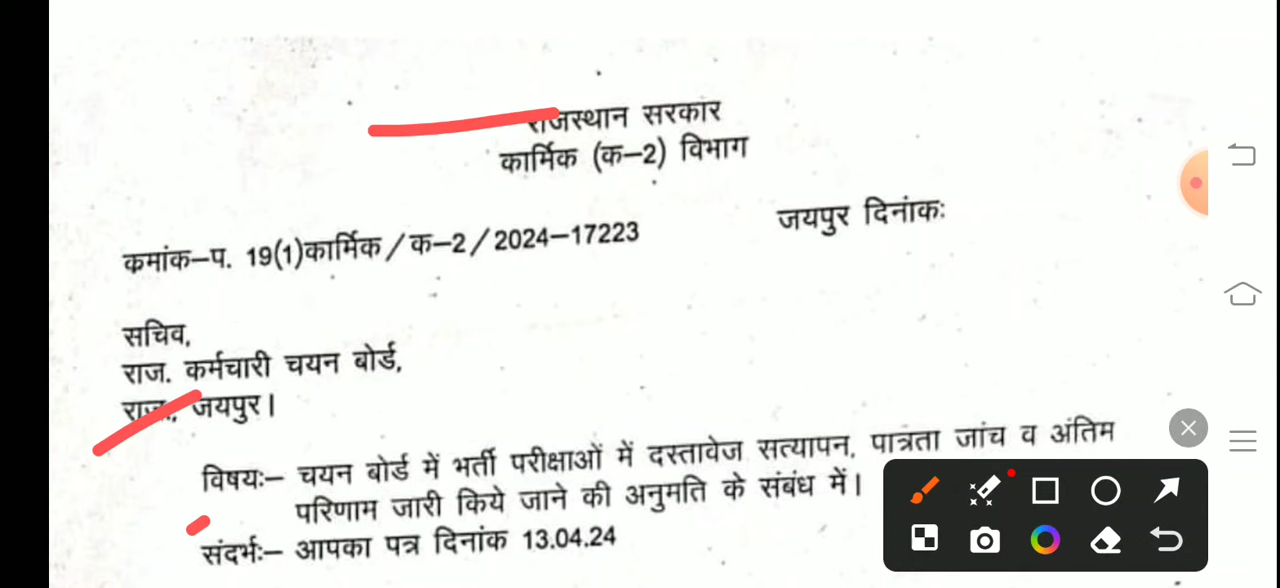 राजस्थान सरकार
कार्मिक (क–2) विभाग
जयपुर दिनांकः
कमांक–प. 19(1)कार्मिक/क–2/2024–17223
सचिव,
राज. कर्मचारी चयन बोर्ड,
राज., जयपुर।
विषयः– चयन बोर्ड में भर्ती परीक्षाओं में दस्तावेज सत्यापन, पात्रता जांच व अंतिम
परिणाम जारी किये जाने की अनुमति के संबंध में।
संदर्भः– आपका पत्र दिनांक 13.04.24